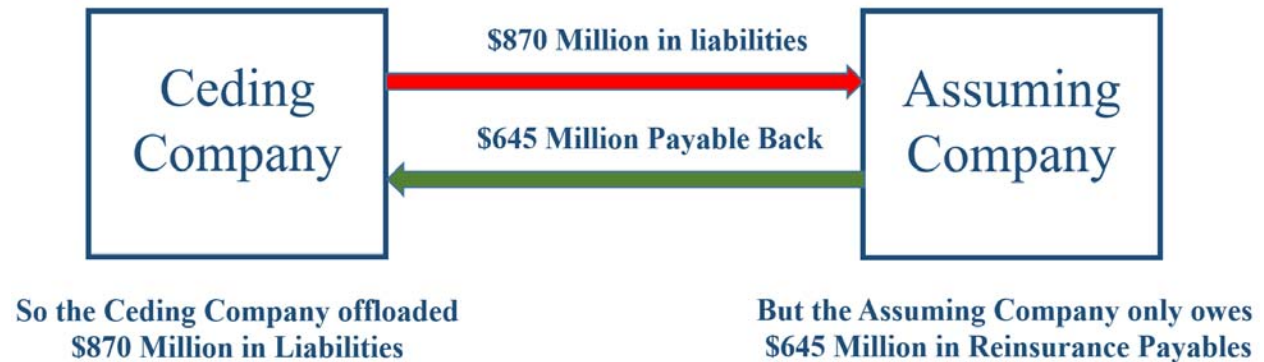 Ceding
Company
$870 Million in liabilities
$645 Million Payable Back
Assuming
Company
So the Ceding Company offloaded
$870 Million in Liabilities
But the Assuming Company only owes
$645 Million in Reinsurance Payables